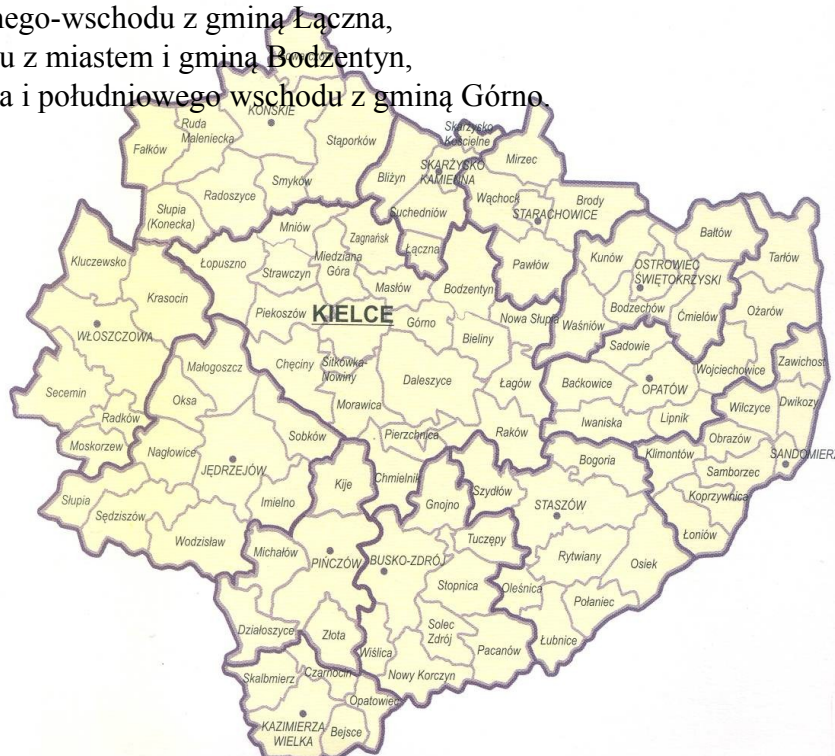 nego-wschodu z gminą Łączna,
u z miastem i gminą Bodzentyn,
a i południowego wschodu z gminą Górno.
KOŃSKIE
Ruda
Maleniecka
Fałków
Stąporków
Skarżysko
Kościelne
Mirzec
SKARŻYSKO
KAMIENNA
Bliżyn
Smyków
Radoszyce
Słupia
(Konecka)
Wąchock
Brody
STARACHOWICE
Suchedniów
Mniów
Zagnańsk
Łączna
Bałtów
Tarłów
Kluczewsko
Łopuszno
Miedziana
Góra
Strawczyn
Pawłów
Kunów
OSTROWIEC
ŚWIĘTOKRZYSKI
Krasocin
Masłów
Bodzentyn
Bodzechów
Ożarów
Piekoszów
KIELCE
Górno
Nowa Słupia
Waśniów
Ćmielów
WŁOSZCZOWA
Bieliny
Sadowie
Małogoszcz
Chęciny
Sitkówka-
Nowiny
Wojciechowice
Zawichost
Daleszyce
Łagów
Baćkowice
OPATÓW
Secemin
Oksa
Morawica
Wilczyce
Dwikozy
Radków
Iwaniska
Lipnik
Sobków
Pierzchnica
Raków
Obrazów
Moskorzew
Nagłowice
Klimontów
SANDOMIERZ
Bogoria
Samborzec
JĘDRZEJÓW
Kije
Chmielnik
Szydłów
Koprzywnica
Słupia
Imielno
Gnojno
STASZÓW
Sędziszów
Łoniów
Wodzisław
Tuczępy
Michałów
PIŃCZÓW
BUSKO-ZDRÓJ
Rytwiany
Osiek
Stopnica
Oleśnica
Połaniec
Działoszyce
Złota
Solec
Zdrój
Łubnice
Wiślica
Pacanów
Skalbmierz
Czarnocin
Nowy Korczyn
Opatowiec
KAZIMIERZA
WIELKA
Bejsce